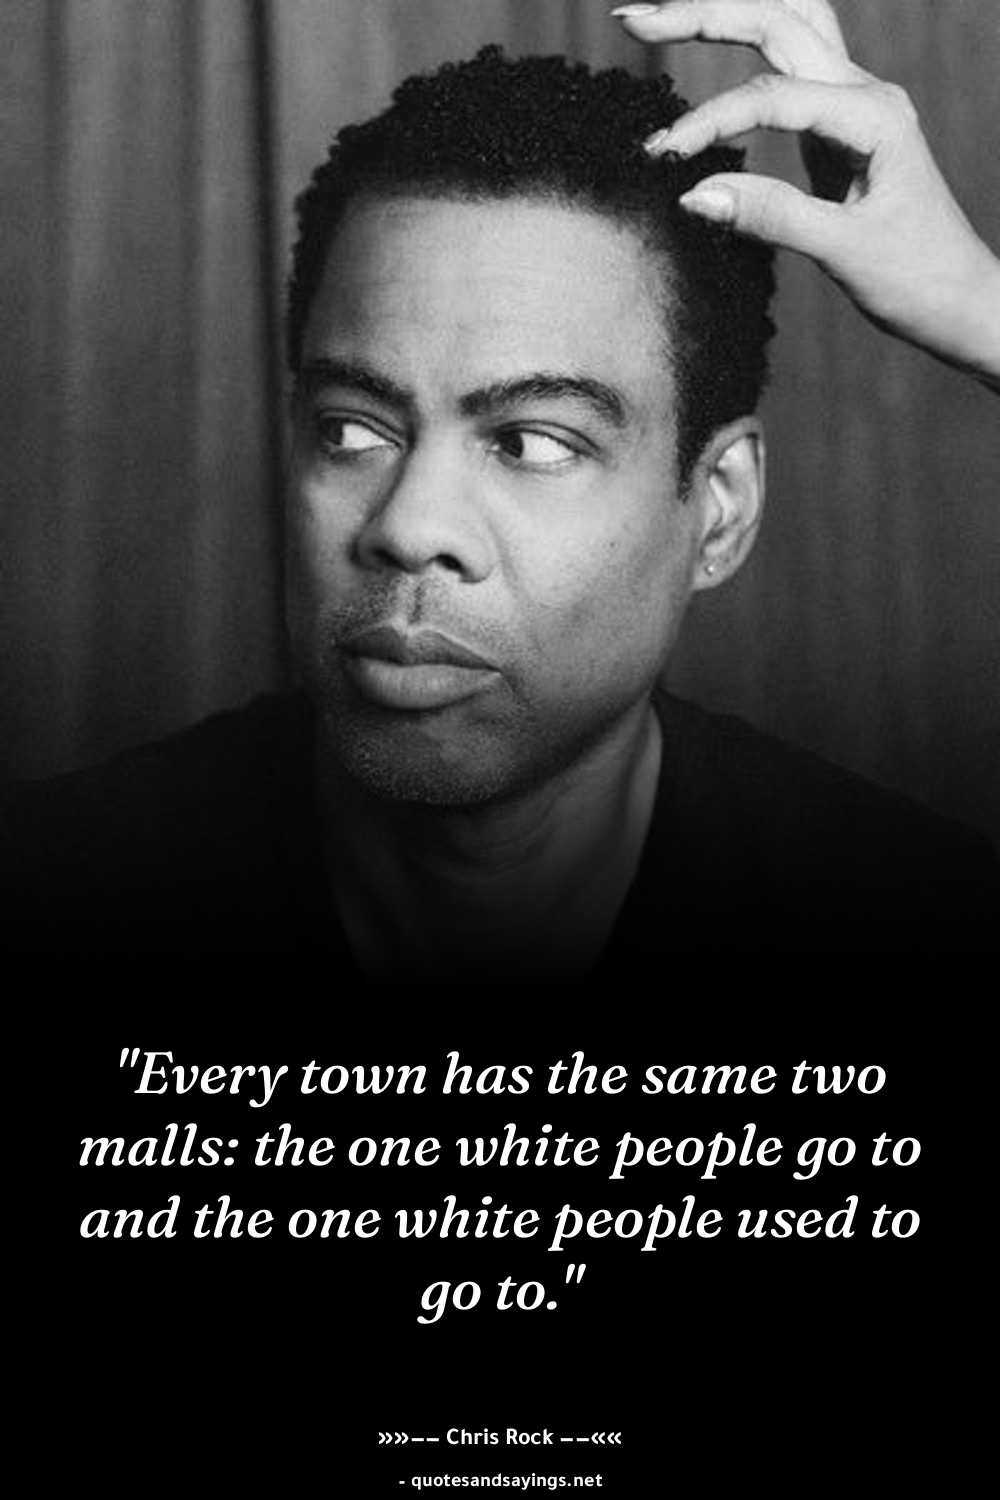 "Every town has the same two
malls: the one white people go to
and the one white people used to
go to."
»»−− Chris Rock −−««
- quotesandsayings.net